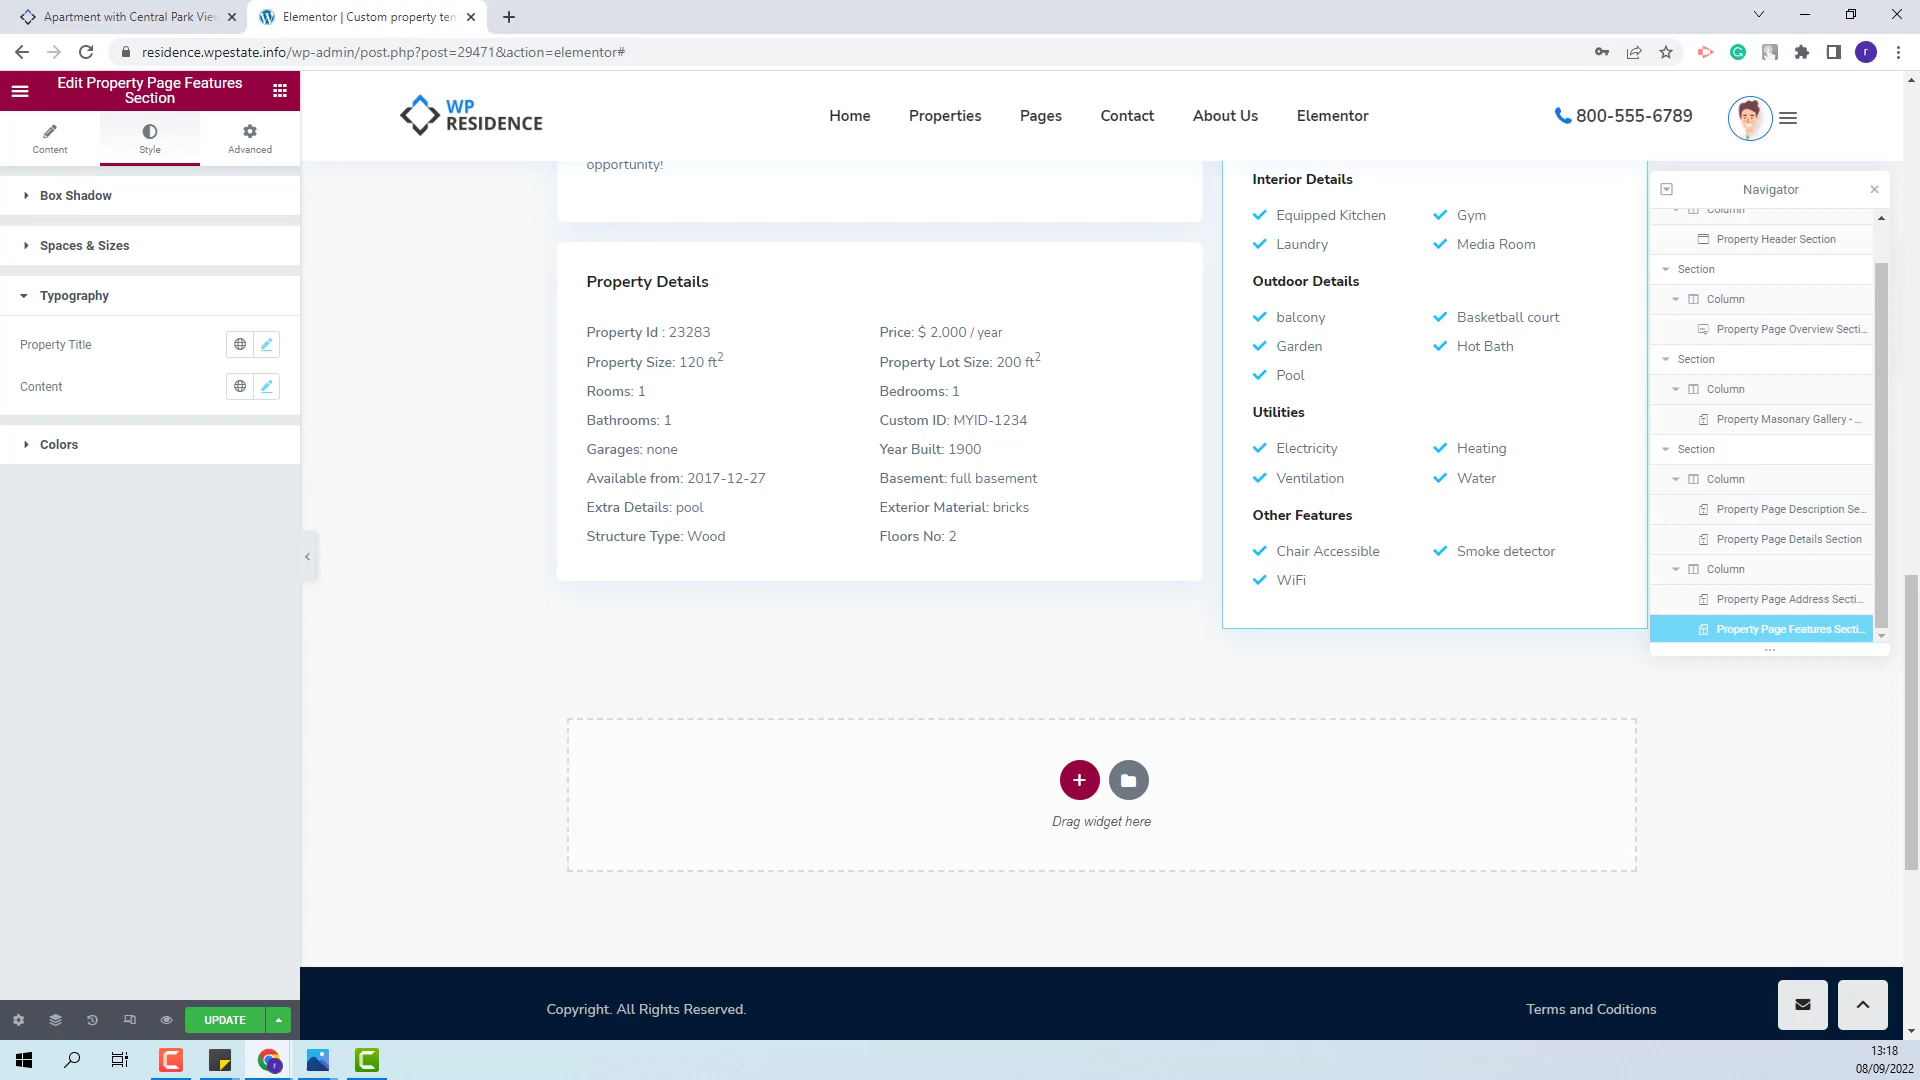 Apartment with Central Park Vie
Elementor | Custom property ten
residence.wpestate.info/wp-admin/post.php?post=29471&action=elementor#
r
Edit Property Page Features
Section
Content
Style
Advanced
Box Shadow
Spaces & Sizes
Typography
Property Title
Content
Colors
UPDATE
WP
RESIDENCE
Home
Properties
Pages
Contact
About Us
Elementor
800-555-6789
opportunity!
Property Details
Property Id : 23283
Price: $ 2,000 / year
Property Size: 120 ft2
Property Lot Size: 200 ft2
Rooms: 1
Bedrooms: 1
Bathrooms: 1
Custom ID: MYID-1234
Garages: none
Year Built: 1900
Available from: 2017-12-27
Basement: full basement
Extra Details: pool
Exterior Material: bricks
Structure Type: Wood
Floors No: 2
Interior Details
Equipped Kitchen
Gym
Laundry
Media Room
Outdoor Details
balcony
Basketball court
Garden
Hot Bath
Pool
Utilities
Electricity
Heating
Ventilation
Water
Other Features
Chair Accessible
Smoke detector
WiFi
Navigator
Column
Property Header Section
Section
Column
Property Page Overview Secti...
Section
Column
Property Masonary Gallery - ...
Section
Column
Property Page Description Se...
Property Page Details Section
Column
Property Page Address Secti...
Property Page Features Secti...
Drag widget here
Copyright. All Rights Reserved.
Terms and Coditions
13:18
08/09/2022